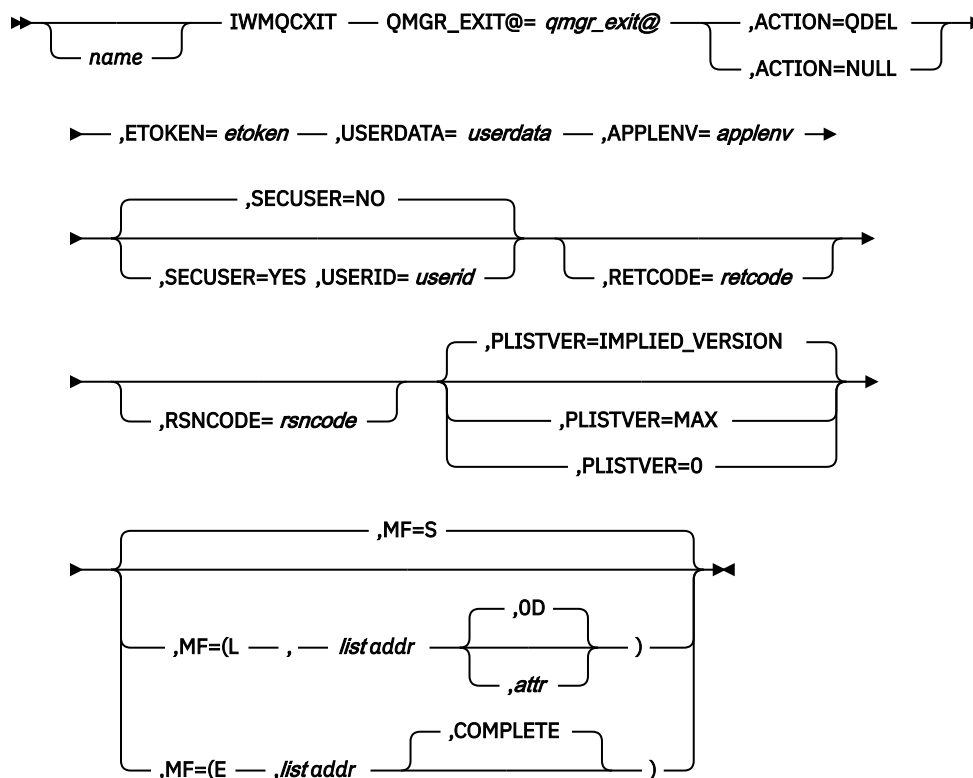 IWMQCXIT QMGR_EXIT@= qmgr_exit@ ,ACTION=QDEL
name ,ACTION=NULL
,ETOKEN= etoken ,USERDATA= userdata ,APPLENV= applenv
,SECUSER=NO
,SECUSER=YES ,USERID= userid ,RETCODE= retcode
,PLISTVER=IMPLIED_VERSION
,RSNCODE= rsncode ,PLISTVER=MAX
,PLISTVER=0
,MF=S
,0D
,MF=(L , list addr )
,attr
,COMPLETE
,MF=(E ,list addr )